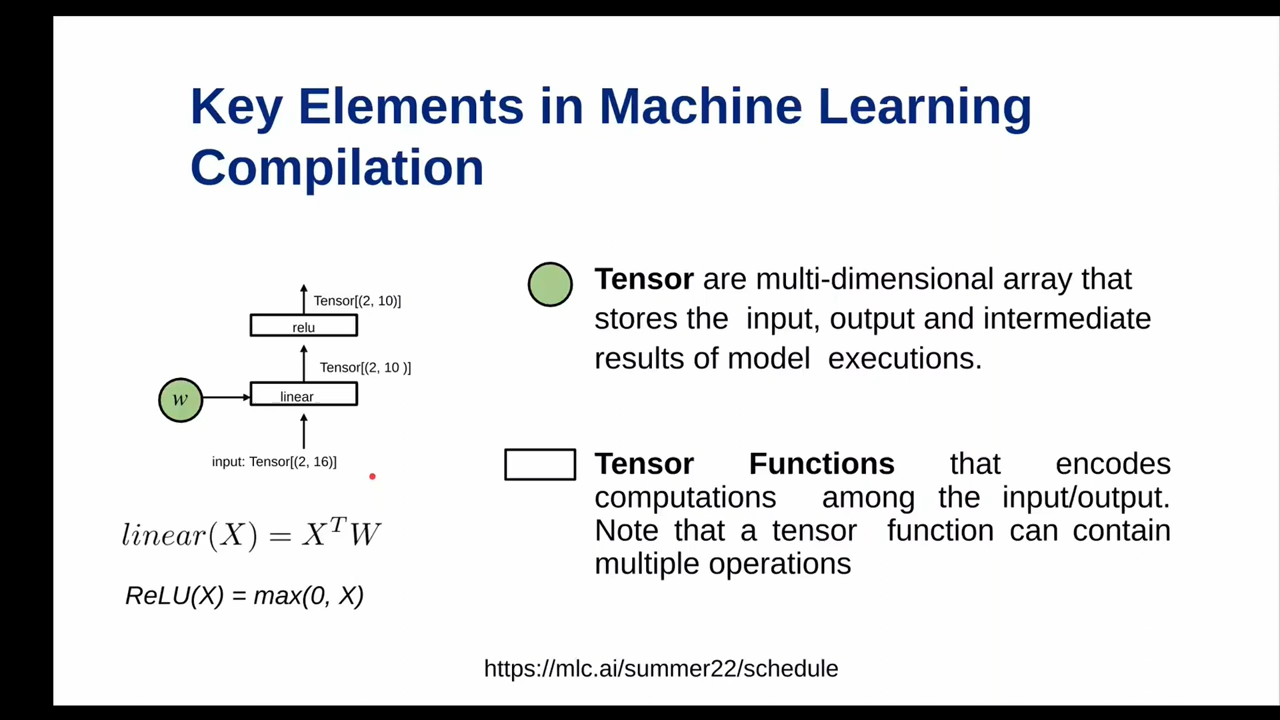 Key Elements in Machine Learning
Compilation
Tensor[(2, 10)]
relu
Tensor[(2, 10 )]
w
linear
input: Tensor[(2, 16)]
linear(X) = X^T W
ReLU(X) = max(0, X)
Tensor are multi-dimensional array that
stores the input, output and intermediate
results of model executions.
Tensor Functions that encodes
computations among the input/output.
Note that a tensor function can contain
multiple operations
https://mlc.ai/summer22/schedule